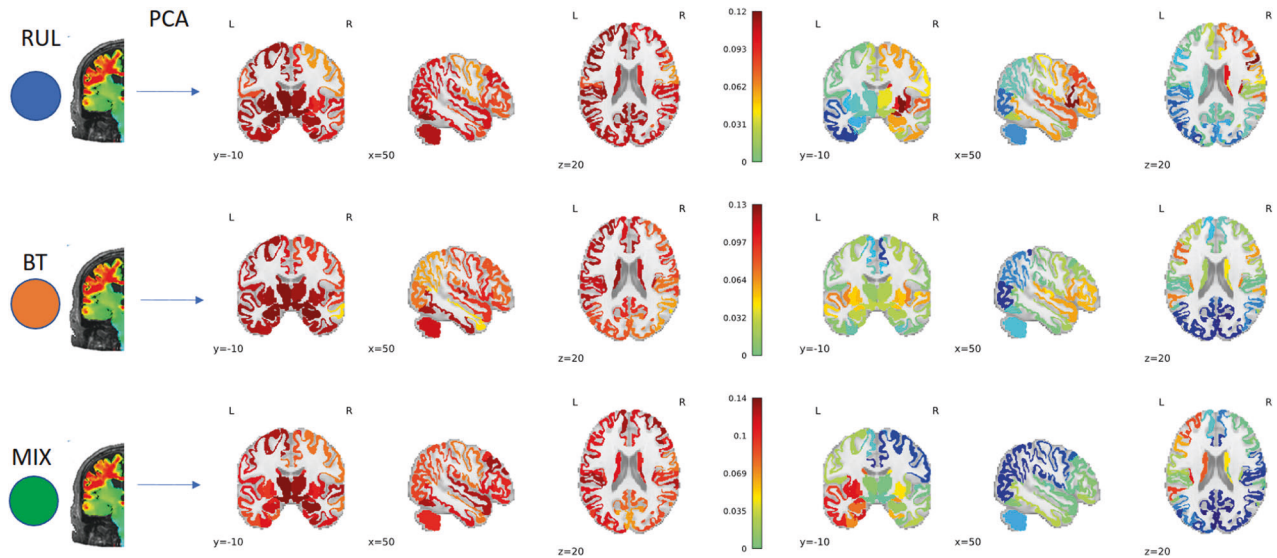 PCA
RUL
L R
y=-10 x=50 z=20
0.12
0.093
0.062
0.031
0
L R
y=-10 x=50 z=20
BT
L R
y=-10 x=50 z=20
0.13
0.097
0.064
0.032
0
L R
y=-10 x=50 z=20
MIX
L R
y=-10 x=50 z=20
0.14
0.1
0.069
0.034
0
L R
y=-10 x=50 z=20